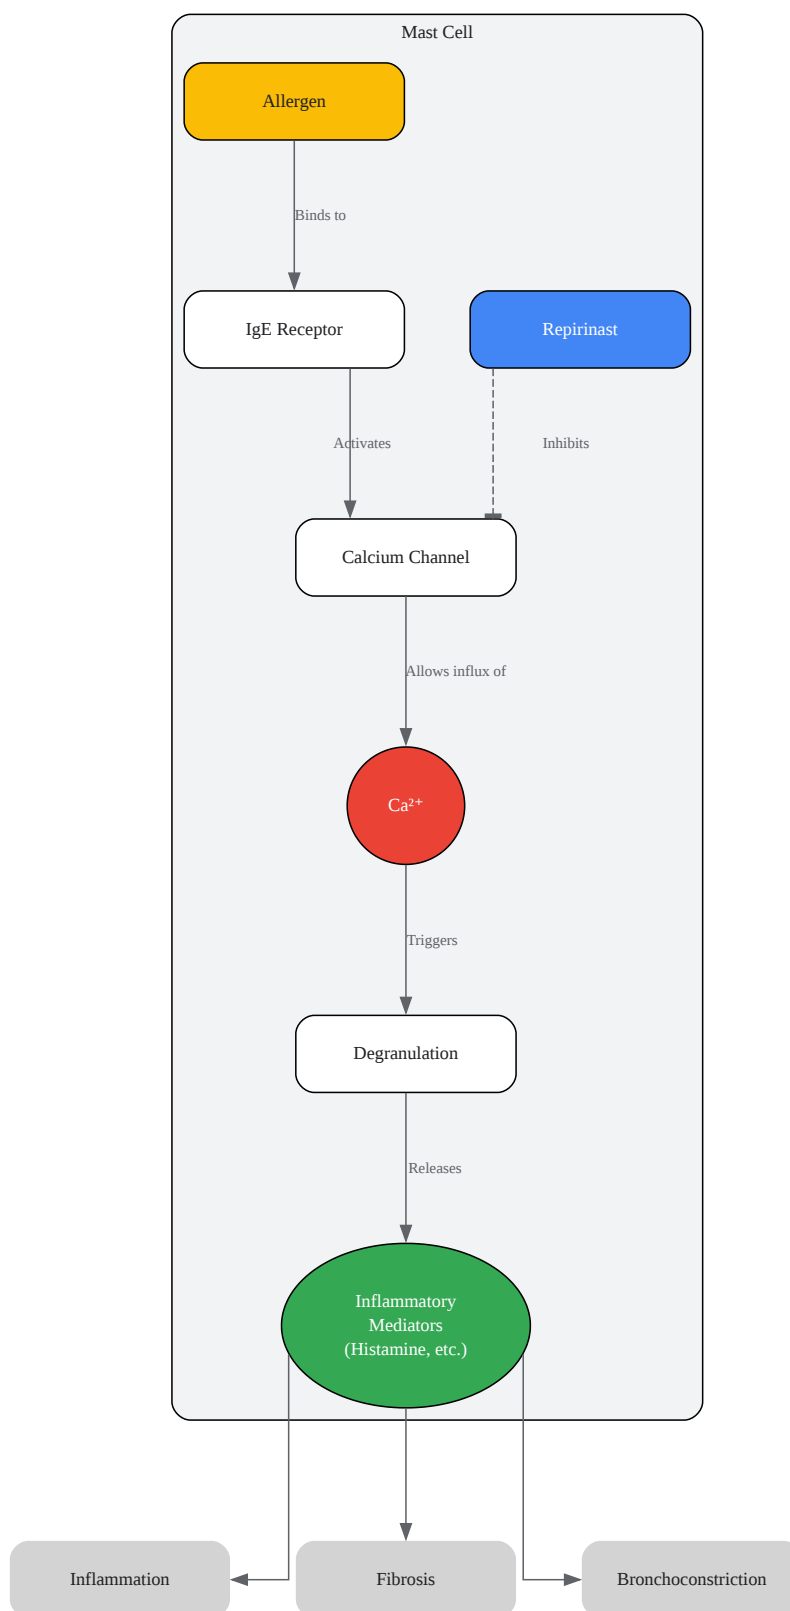 Mast Cell
Allergen
Binds to
IgE Receptor
Repirinast
Activates
Inhibits
Calcium Channel
Allows influx of
Ca²⁺
Triggers
Degranulation
Releases
Inflammatory
Mediators
(Histamine, etc.)
Inflammation
Fibrosis
Bronchoconstriction